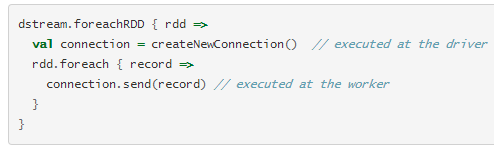 dstream.foreachRDD { rdd =>
  val connection = createNewConnection()  // executed at the driver
  rdd.foreach { record =>
    connection.send(record) // executed at the worker
  }
}